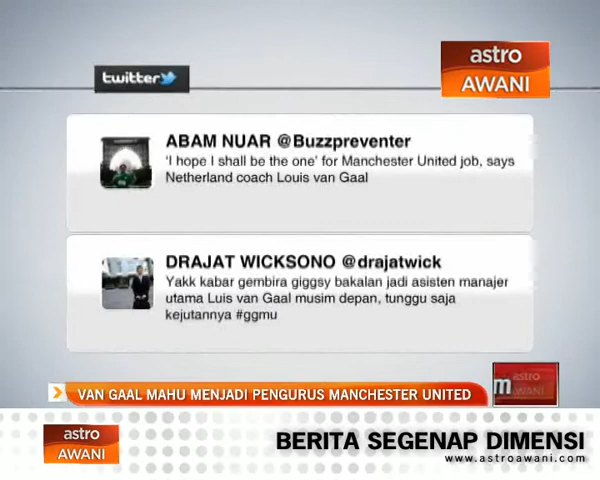 twitter
astro
AWANI
ABAM NUAR @Buzzpreventer
'I hope I shall be the one' for Manchester United job, says
Netherland coach Louis van Gaal
DRAJAT WICKSONO @drajatwick
Yakk kabar gembira giggsy bakalan jadi asisten manajer
utama Luis van Gaal musim depan, tunggu saja
kejutannya #ggmu
VAN GAAL MAHU MENJADI PENGURUS MANCHESTER UNITED
m
astro
AWANI
astro
AWANI
BERITA SEGENAP DIMENSI
www.astroawani.com